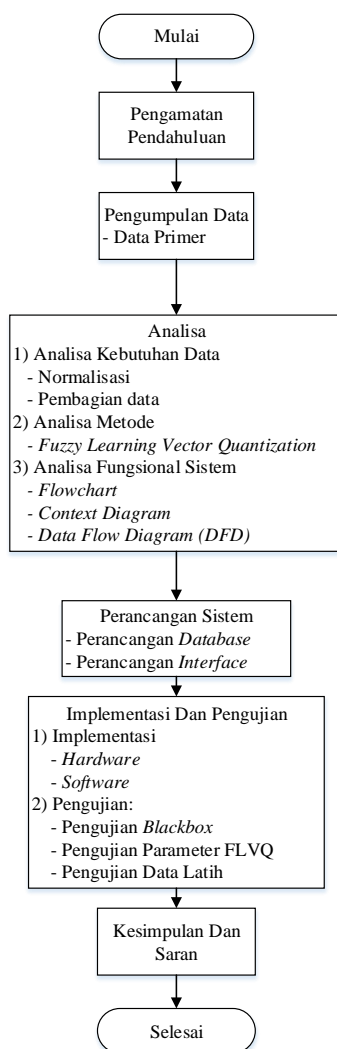 Mulai
Pengamatan
Pendahuluan
Pengumpulan Data
- Data Primer
Analisa
1) Analisa Kebutuhan Data
- Normalisasi
- Pembagian data
2) Analisa Metode
- Fuzzy Learning Vector Quantization
3) Analisa Fungsional Sistem
- Flowchart
- Context Diagram
- Data Flow Diagram (DFD)
Perancangan Sistem
- Perancangan Database
- Perancangan Interface
Implementasi Dan Pengujian
1) Implementasi
- Hardware
- Software
2) Pengujian:
- Pengujian Blackbox
- Pengujian Parameter FLVQ
- Pengujian Data Latih
Kesimpulan Dan
Saran
Selesai